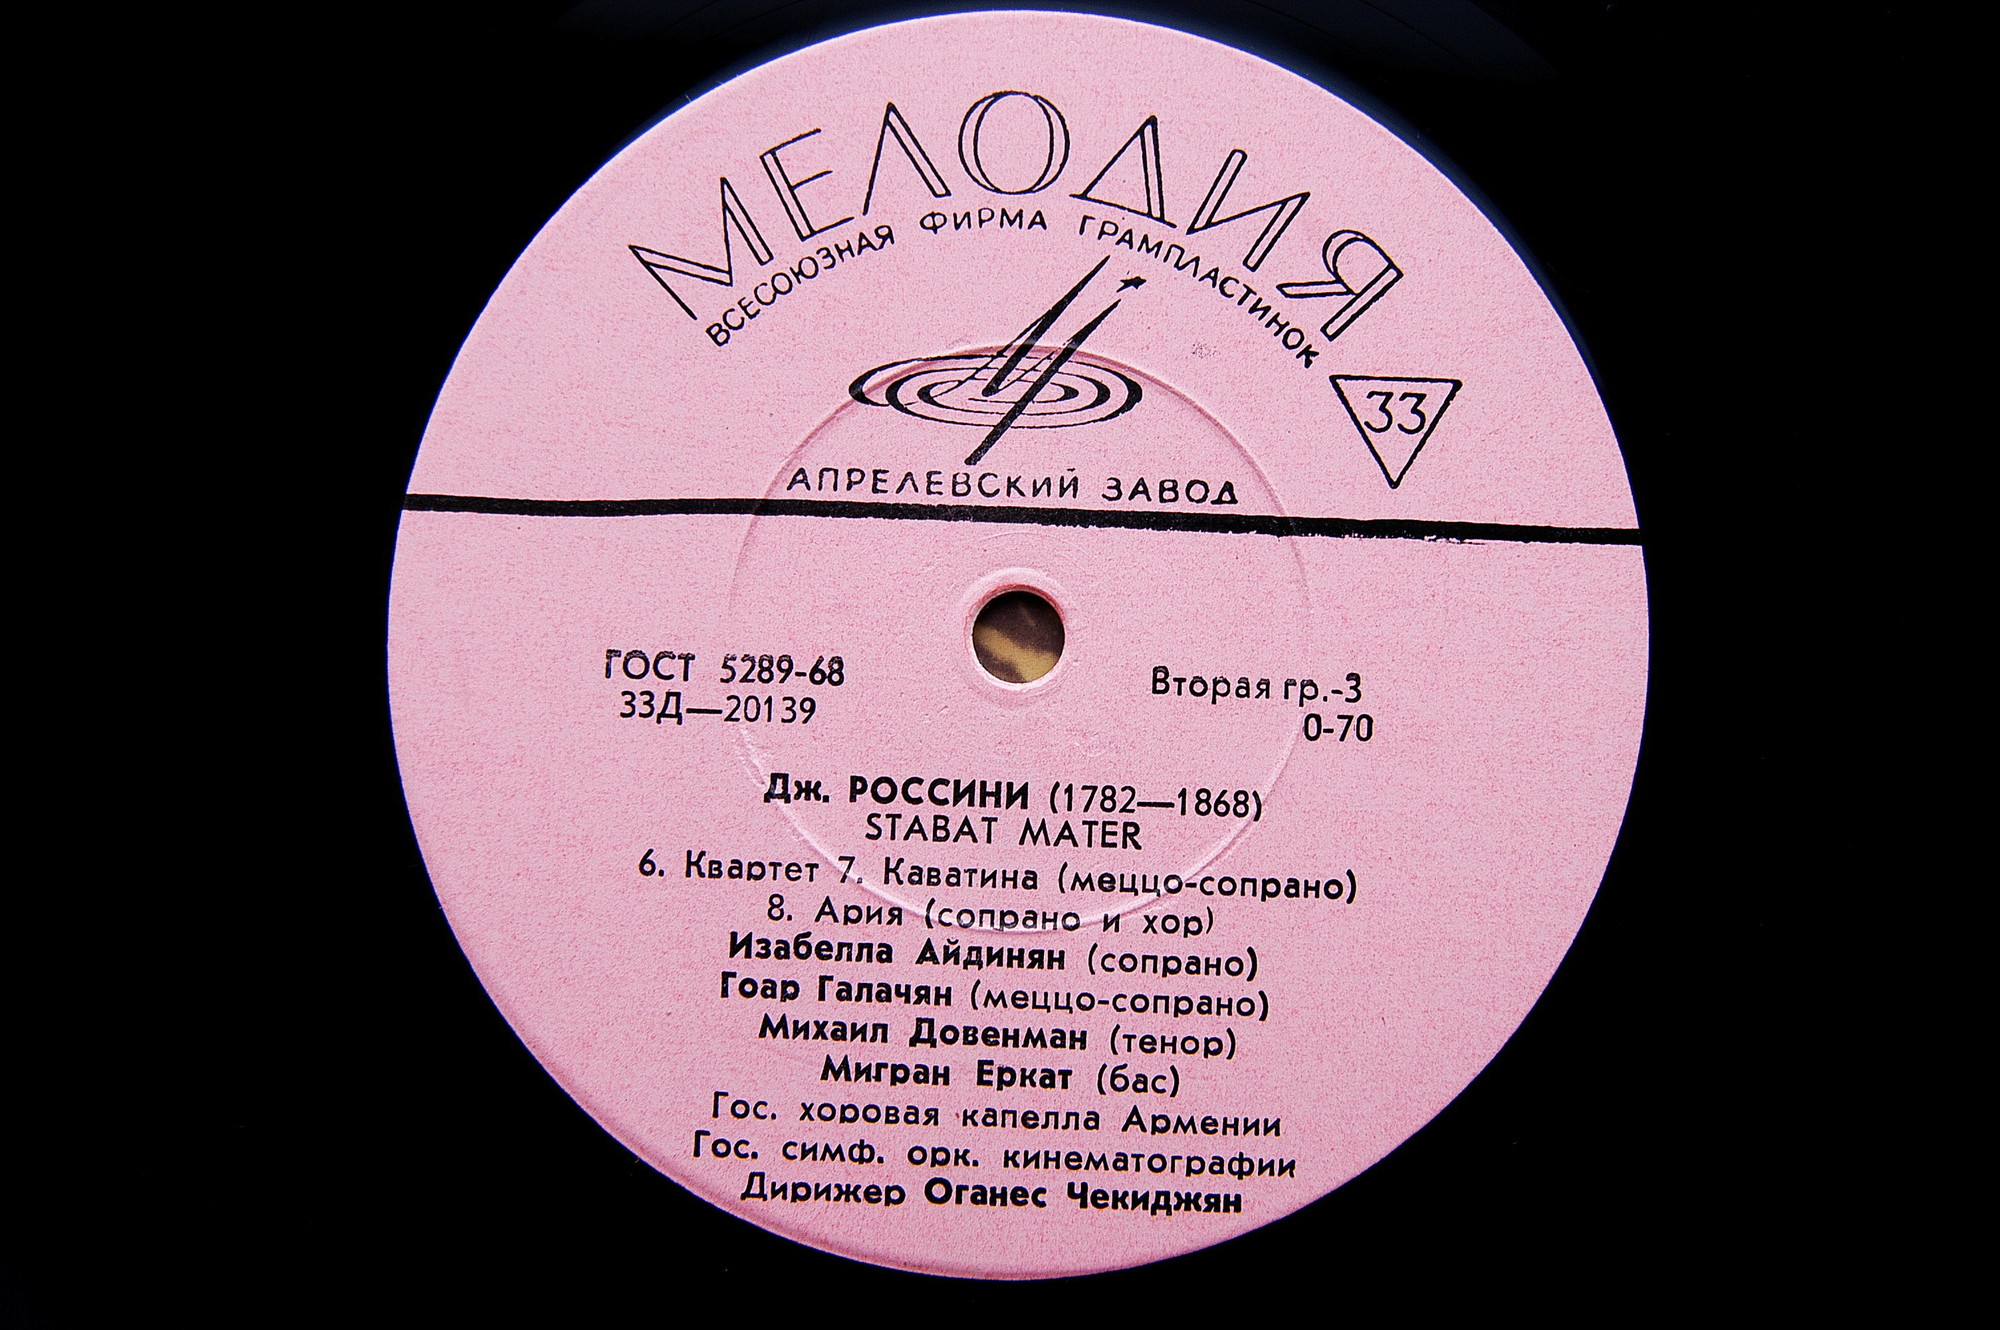 МЕЛОДИЯ
ВСЕСОЮЗНАЯ ФИРМА ГРАМПЛАСТИНОК
33
АПРЕЛЕВСКИЙ ЗАВОД
ГОСТ 5289-68
33Д—20139
Вторая гр.-3
0-70
Дж. РОССИНИ (1782—1868)
STABAT MATER
6. Квартет 7. Каватина (меццо-сопрано)
8. Ария (сопрано и хор)
Изабелла Айдинян (сопрано)
Гоар Галачян (меццо-сопрано)
Михаил Довенман (тенор)
Мигран Еркат (бас)
Гос. хоровая капелла Армении
Гос. симф. орк. кинематографии
Дирижер Оганес Чекиджян